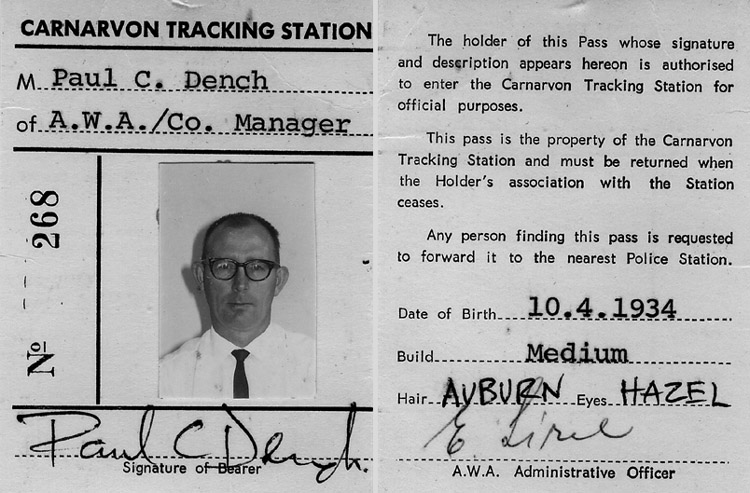 CARNARVON TRACKING STATION
M Paul C. Dench
of A.W.A./Co. Manager
Nº -- 268
Paul C Dench.
Signature of Bearer
The holder of this Pass whose signature
and description appears hereon is authorised
to enter the Carnarvon Tracking Station for
official purposes.
This pass is the property of the Carnarvon
Tracking Station and must be returned when
the Holder's association with the Station
ceases.
Any person finding this pass is requested
to forward it to the nearest Police Station.
Date of Birth 10.4.1934
Build Medium
Hair AUBURN Eyes HAZEL
E.
A.W.A. Administrative Officer